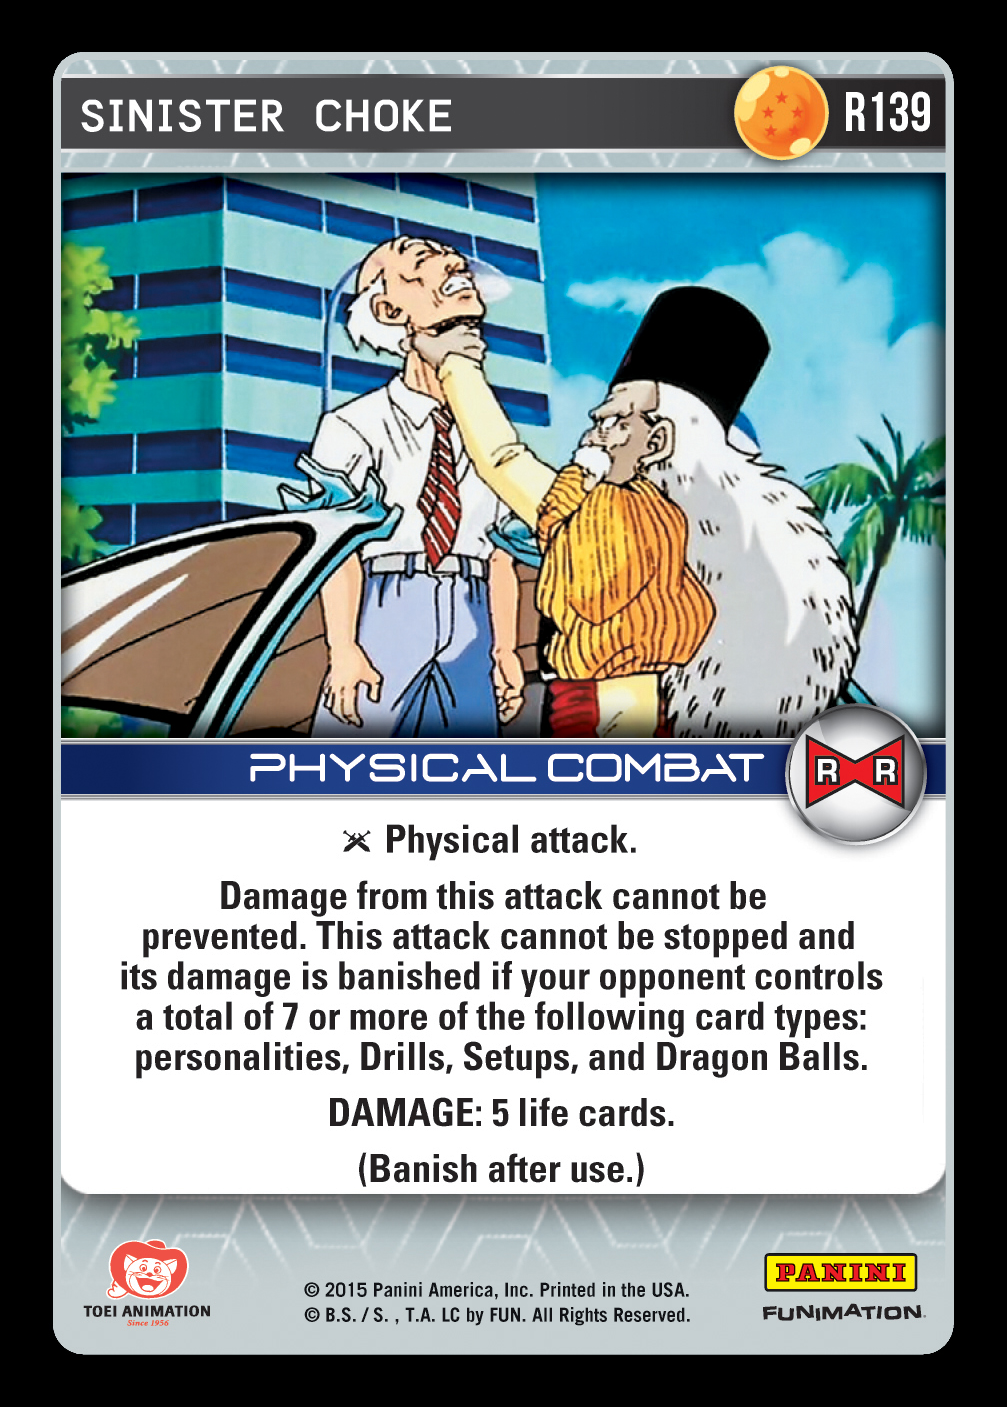 SINISTER CHOKE
R139
PHYSICAL COMBAT
R R
Physical attack.
Damage from this attack cannot be
prevented. This attack cannot be stopped and
its damage is banished if your opponent controls
a total of 7 or more of the following card types:
personalities, Drills, Setups, and Dragon Balls.
DAMAGE: 5 life cards.
(Banish after use.)
TOEI ANIMATION
Since 1956
© 2015 Panini America, Inc. Printed in the USA.
© B.S. / S. , T.A. LC by FUN. All Rights Reserved.
PANINI
FUNIMATION